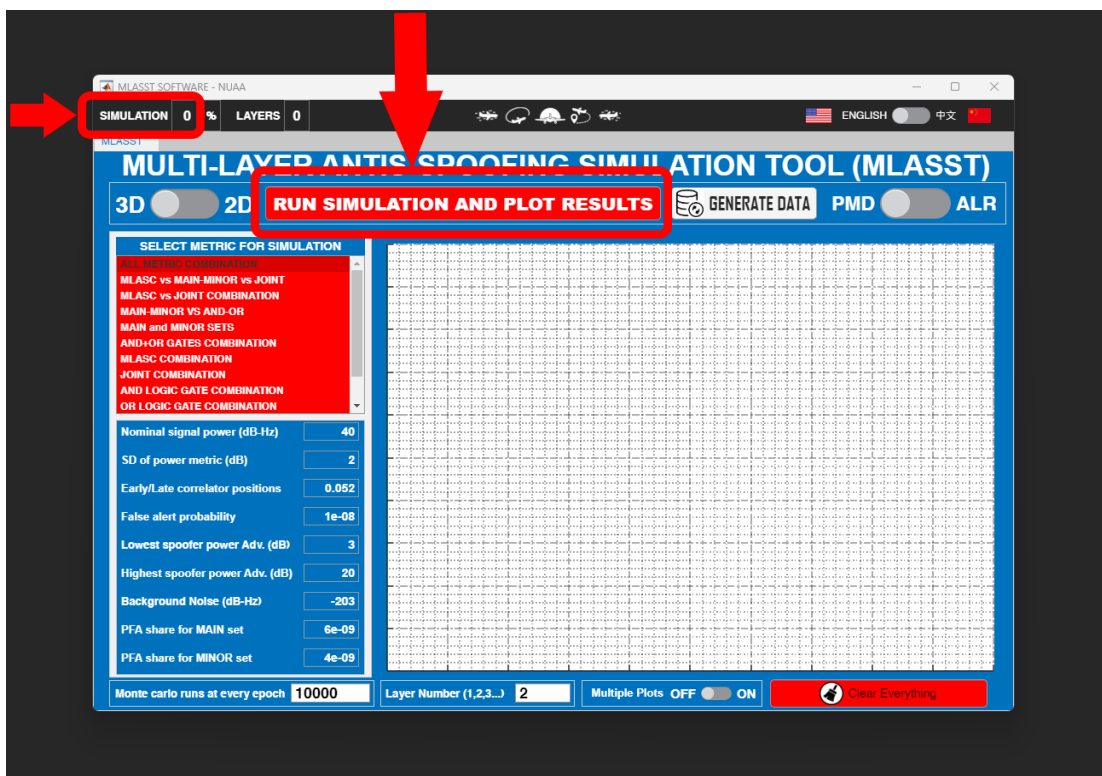 MLASST SOFTWARE - NUAA
SIMULATION 0 % LAYERS 0 ENGLISH 中文
MLASST
MULTI-LAYER ANTIS-SPOOFING SIMULATION TOOL (MLASST)
3D 2D RUN SIMULATION AND PLOT RESULTS GENERATE DATA PMD ALR
SELECT METRIC FOR SIMULATION
ALL METRIC COMBINATION
MLASC vs MAIN-MINOR vs JOINT
MLASC vs JOINT COMBINATION
MAIN-MINOR VS AND-OR
MAIN and MINOR SETS
AND+OR GATES COMBINATION
MLASC COMBINATION
JOINT COMBINATION
AND LOGIC GATE COMBINATION
OR LOGIC GATE COMBINATION
Nominal signal power (dB-Hz) 40
SD of power metric (dB) 2
Early/Late correlator positions 0.052
False alert probability 1e-08
Lowest spoofer power Adv. (dB) 3
Highest spoofer power Adv. (dB) 20
Background Noise (dB-Hz) -203
PFA share for MAIN set 6e-09
PFA share for MINOR set 4e-09
Monte carlo runs at every epoch 10000 Layer Number (1,2,3...) 2 Multiple Plots OFF ON Clear Everything